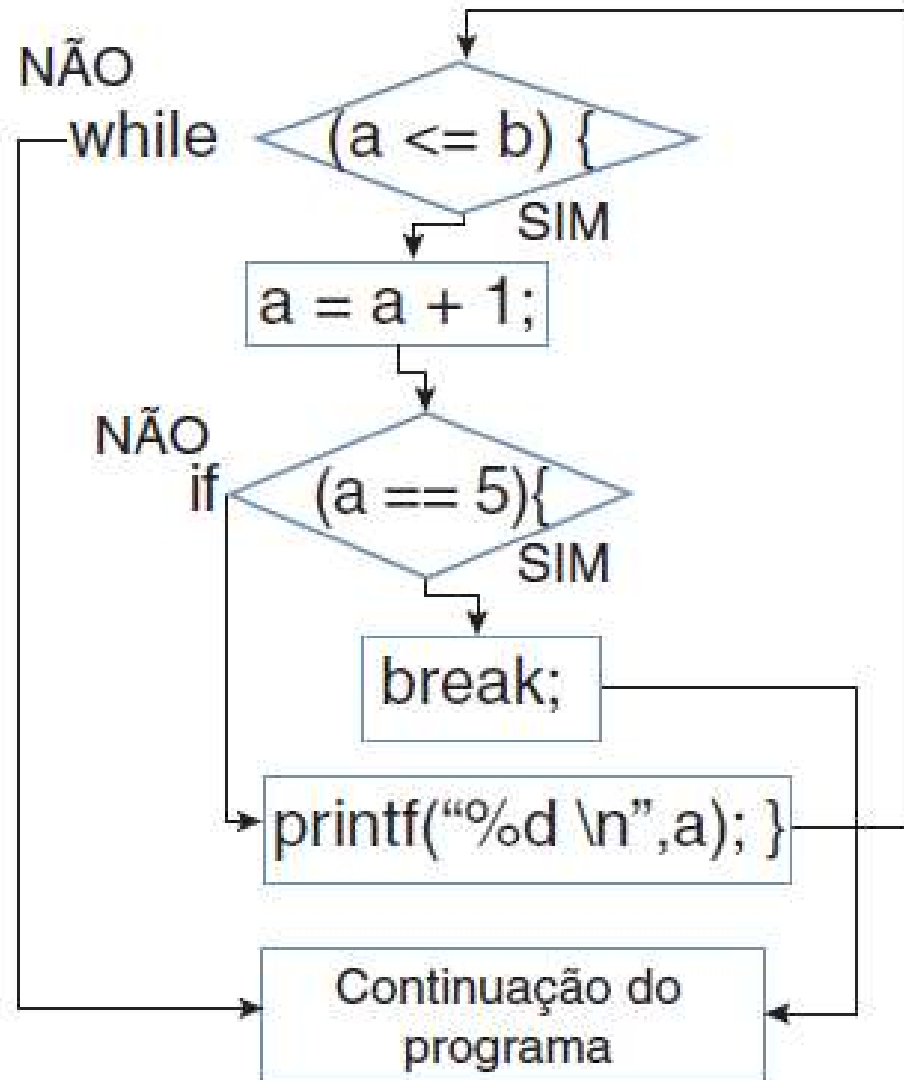 NÃO
while (a <= b) {
SIM
a = a + 1;
NÃO
if (a == 5){
SIM
break;
printf(“%d \n”,a); }
Continuação do
programa